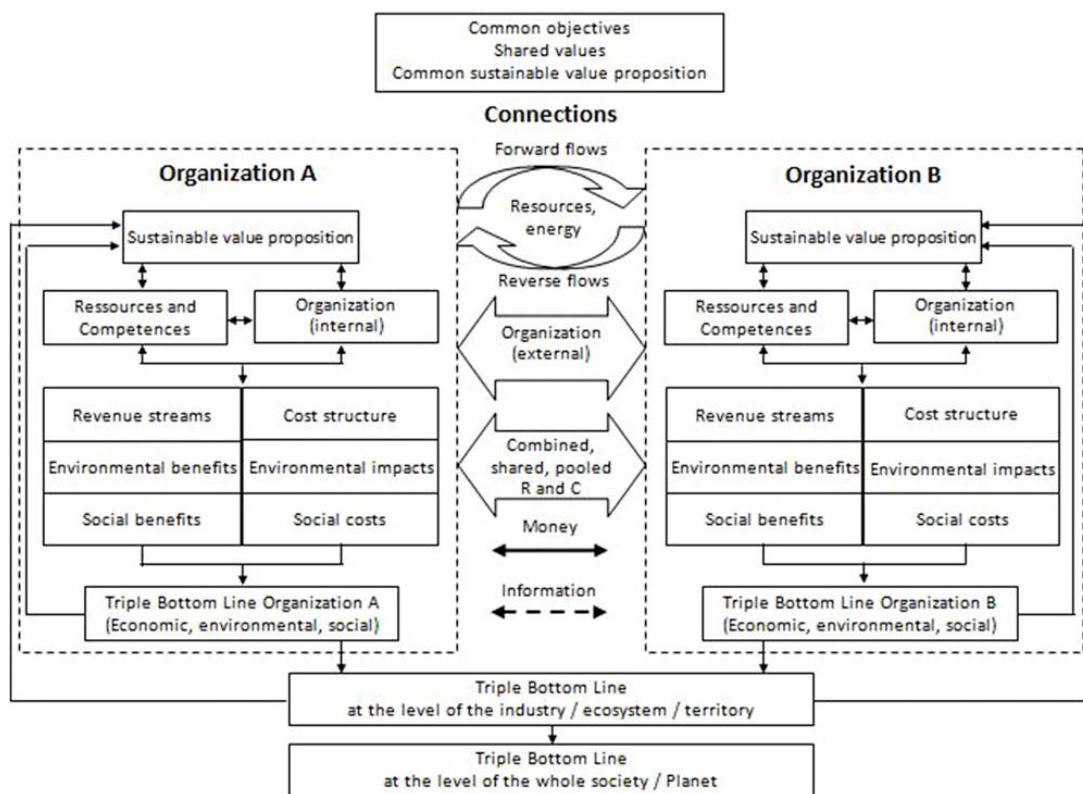 Common objectives
Shared values
Common sustainable value proposition
Connections
Organization A
Sustainable value proposition
Ressources and
Competences
Organization
(internal)
Revenue streams
Cost structure
Environmental benefits
Environmental impacts
Social benefits
Social costs
Triple Bottom Line Organization A
(Economic, environmental, social)
Forward flows
Resources,
energy
Reverse flows
Organization
(external)
Combined,
shared, pooled
R and C
Money
Information
Organization B
Sustainable value proposition
Ressources and
Competences
Organization
(internal)
Revenue streams
Cost structure
Environmental benefits
Environmental impacts
Social benefits
Social costs
Triple Bottom Line Organization B
(Economic, environmental, social)
Triple Bottom Line
at the level of the industry / ecosystem / territory
Triple Bottom Line
at the level of the whole society / Planet